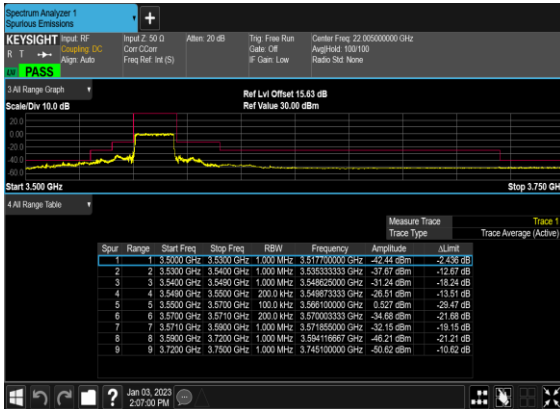 Spectrum Analyzer 1
Spurious Emissions
+
KEYSIGHT Input: RF Input Z: 50 Ω Atten: 20 dB Trig: Free Run Center Freq: 22.005000000 GHz
R T Coupling: DC Corr CCorr Gate: Off Avg|Hold: 100/100
Align: Auto Freq Ref: Int (S) IF Gain: Low Radio Std: None
LXI PASS
3 All Range Graph
Ref Lvl Offset 15.63 dB
Scale/Div 10.0 dB Ref Value 30.00 dBm
20.0
0.00
-20.0
-40.0
-60.0
Start 3.500 GHz Stop 3.750 GHz
4 All Range Table
Measure Trace Trace 1
Trace Type Trace Average (Active)
Spur Range Start Freq Stop Freq RBW Frequency Amplitude ΔLimit
1 1 3.5000 GHz 3.5300 GHz 1.000 MHz 3.517700000 GHz -42.44 dBm -2.436 dB
2 2 3.5300 GHz 3.5400 GHz 1.000 MHz 3.535333333 GHz -37.67 dBm -12.67 dB
3 3 3.5400 GHz 3.5490 GHz 1.000 MHz 3.548625000 GHz -31.24 dBm -18.24 dB
4 4 3.5490 GHz 3.5500 GHz 200.0 kHz 3.549873333 GHz -26.51 dBm -13.51 dB
5 5 3.5500 GHz 3.5700 GHz 100.0 kHz 3.566100000 GHz 0.527 dBm -29.47 dB
6 6 3.5700 GHz 3.5710 GHz 200.0 kHz 3.570003333 GHz -34.68 dBm -21.68 dB
7 7 3.5710 GHz 3.5900 GHz 1.000 MHz 3.571855000 GHz -32.15 dBm -19.15 dB
8 8 3.5900 GHz 3.7200 GHz 1.000 MHz 3.594116667 GHz -46.21 dBm -21.21 dB
9 9 3.7200 GHz 3.7500 GHz 1.000 MHz 3.745100000 GHz -50.62 dBm -10.62 dB
? Jan 03, 2023
2:07:00 PM